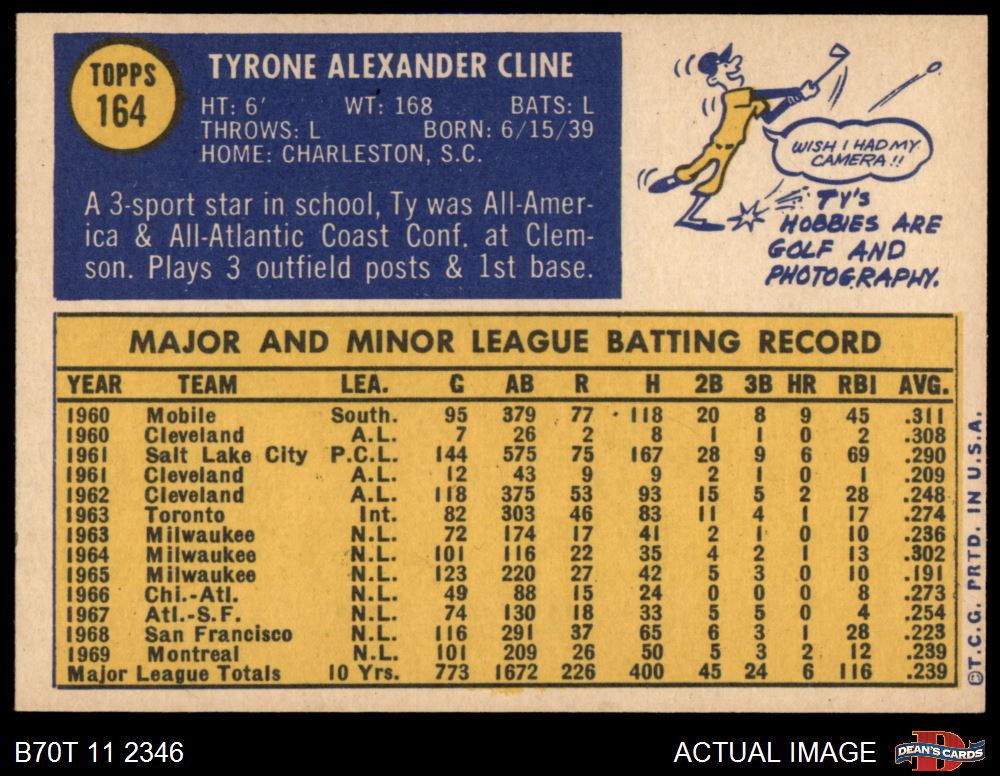 TOPPS
164
TYRONE ALEXANDER CLINE
HT: 6' WT: 168 BATS: L
THROWS: L BORN: 6/15/39
HOME: CHARLESTON, S.C.
A 3-sport star in school, Ty was All-Amer-
ica & All-Atlantic Coast Conf. at Clem-
son. Plays 3 outfield posts & 1st base.
WISH I HAD MY
CAMERA!!
TY'S
HOBBIES ARE
GOLF AND
PHOTOGRAPHY.
MAJOR AND MINOR LEAGUE BATTING RECORD
YEAR TEAM LEA. G AB R H 2B 3B HR RBI AVG.
1960 Mobile South. 95 379 77 118 20 8 9 45 .311
1960 Cleveland A.L. 7 26 2 8 1 1 0 2 .308
1961 Salt Lake City P.C.L. 144 575 75 167 28 9 6 69 .290
1961 Cleveland A.L. 12 43 9 9 2 1 0 1 .209
1962 Cleveland A.L. 118 375 53 93 15 5 2 28 .248
1963 Toronto Int. 82 303 46 83 11 4 1 17 .274
1963 Milwaukee N.L. 72 174 17 41 2 1 0 10 .236
1964 Milwaukee N.L. 101 116 22 35 4 2 1 13 .302
1965 Milwaukee N.L. 123 220 27 42 5 3 0 10 .191
1966 Chi.-Atl. N.L. 49 88 15 24 0 0 0 8 .273
1967 Atl.-S.F. N.L. 74 130 18 33 5 5 0 4 .254
1968 San Francisco N.L. 116 291 37 65 6 3 1 28 .223
1969 Montreal N.L. 101 209 26 50 5 3 2 12 .239
Major League Totals 10 Yrs. 773 1672 226 400 45 24 6 116 .239
©T.C.G. PRTD. IN U.S.A.
B70T 11 2346
ACTUAL IMAGE
DEAN'S CARDS